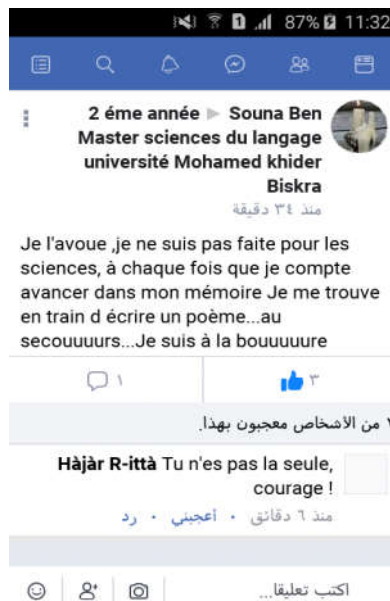 87% 11:32
2 éme année ▶ Souna Ben
Master sciences du langage
université Mohamed khider
Biskra
منذ ٣٤ دقيقة
Je l'avoue ,je ne suis pas faite pour les
sciences, à chaque fois que je compte
avancer dans mon mémoire Je me trouve
en train d écrire un poème...au
secouuuurs...Je suis à la bouuuuure
١ ٣
من الاشخاص معجبون بهذا.
Hàjàr R-ittà Tu n'es pas la seule,
courage !
منذ ٦ دقائق · أعجبني · رد
اكتب تعليقا...